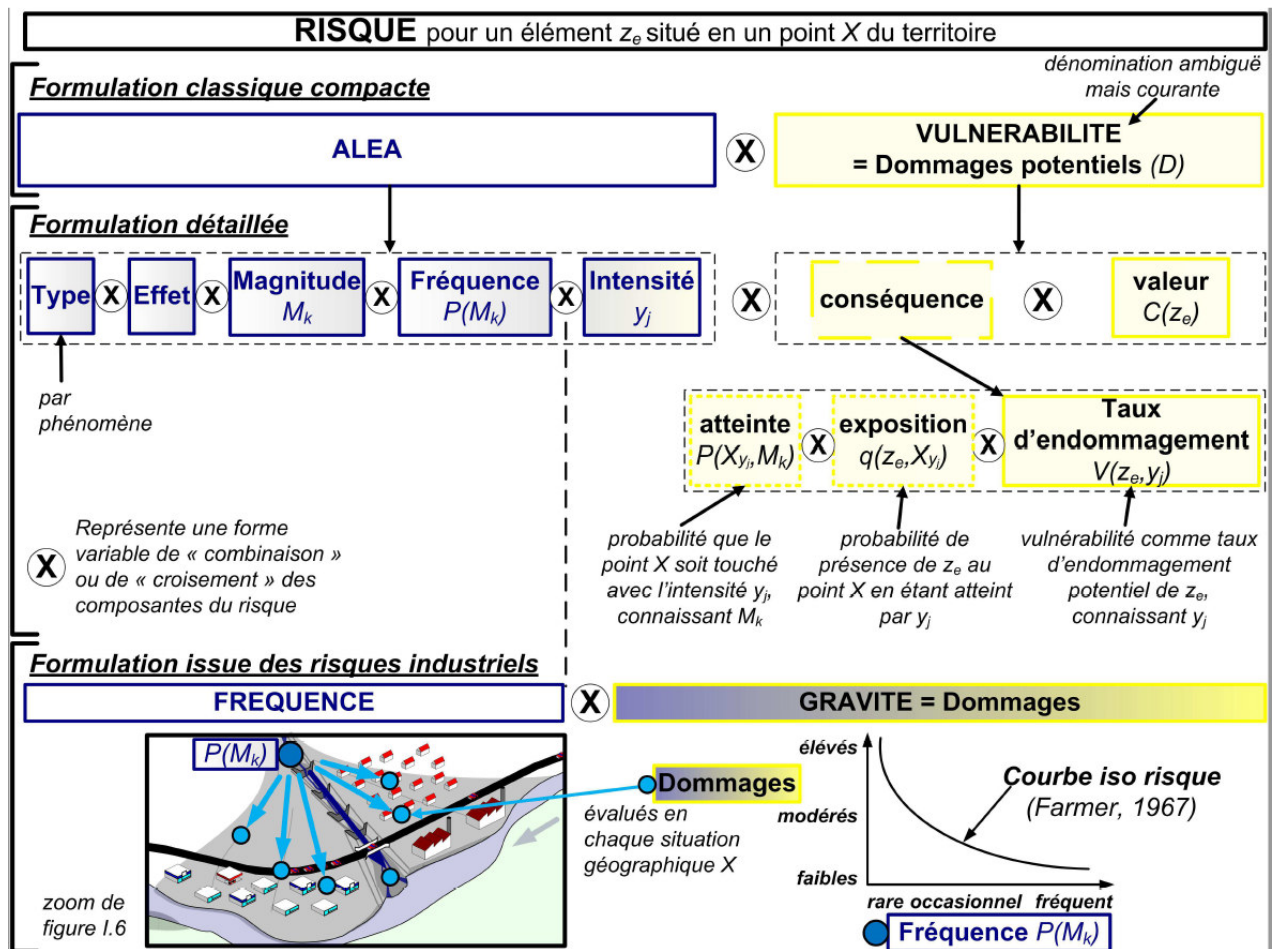 RISQUE pour un élément ze situé en un point X du territoire
Formulation classique compacte
dénomination ambiguë
mais courante
ALEA
X
VULNERABILITE
= Dommages potentiels (D)
Formulation détaillée
Type
X
Effet
X
Magnitude
Mk
X
Fréquence
P(Mk)
X
Intensité
yj
X
conséquence
X
valeur
C(ze)
par
phénomène
atteinte
P(Xyj,Mk)
X
exposition
q(ze,Xyj)
X
Taux
d'endommagement
V(ze,yj)
X
Représente une forme
variable de « combinaison »
ou de « croisement » des
composantes du risque
probabilité que le
point X soit touché
avec l'intensité yj,
connaissant Mk
probabilité de
présence de ze au
point X en étant atteint
par yj
vulnérabilité comme taux
d'endommagement
potentiel de ze,
connaissant yj
Formulation issue des risques industriels
FREQUENCE
X
GRAVITE = Dommages
P(Mk)
zoom de
figure I.6
Dommages
évalués en
chaque situation
géographique X
élévés
modérés
faibles
Courbe iso risque
(Farmer, 1967)
rare occasionnel fréquent
Fréquence P(Mk)